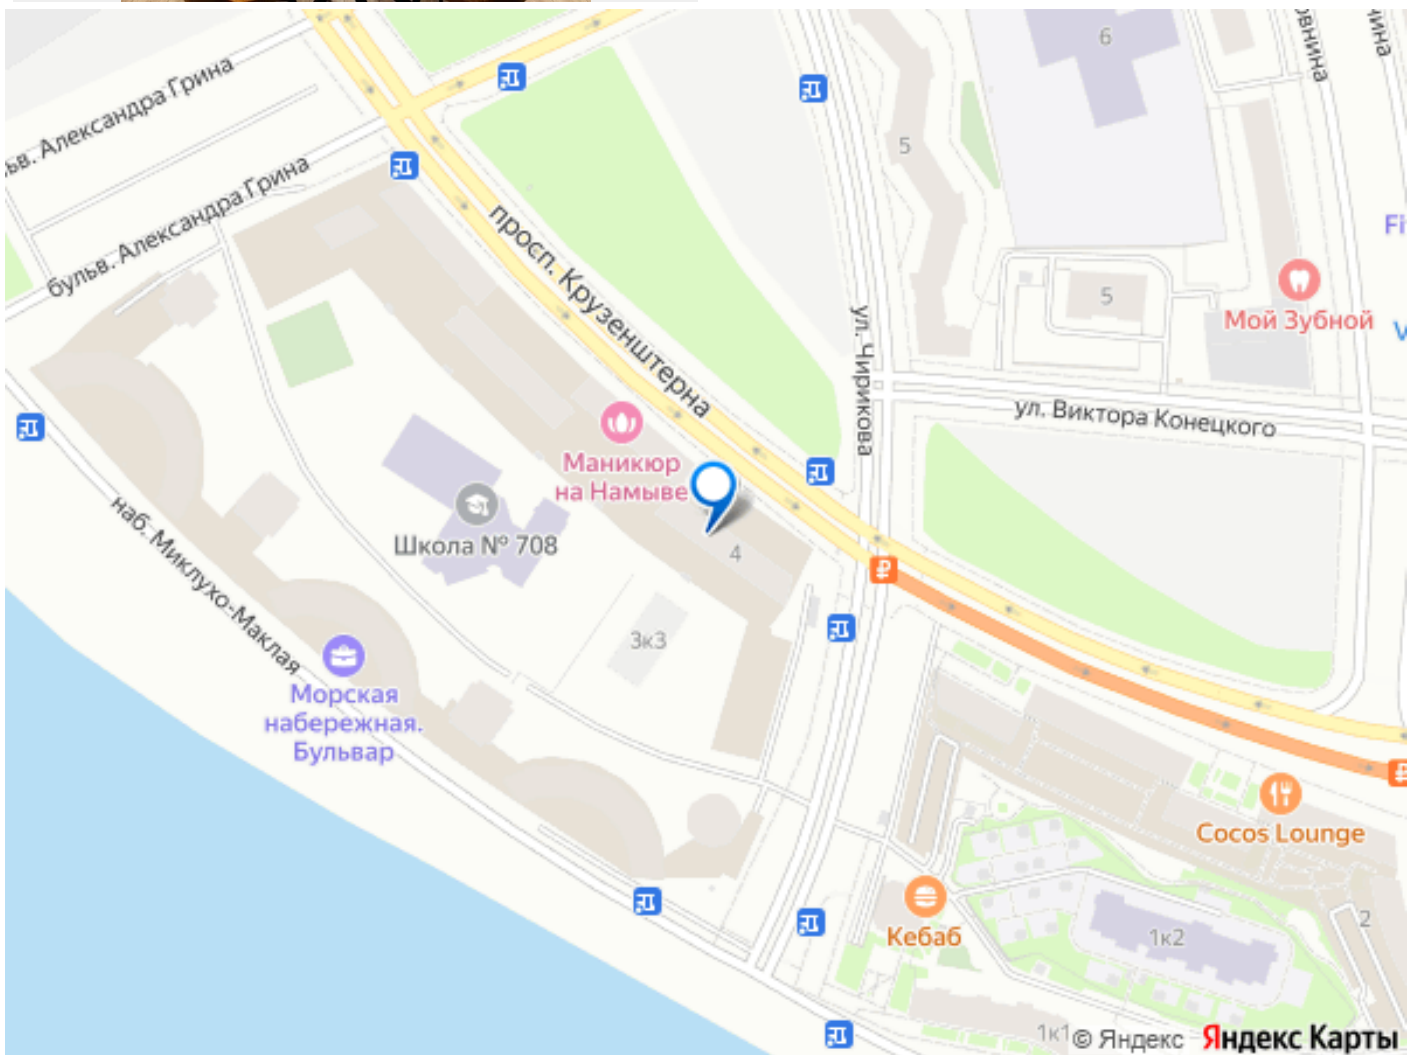 6
бульв. Александра Грина
5
бульв. Александра Грина
просп. Крузенштерна
5
Мой Зубной
ул. Чирикова
ул. Виктора Конецкого
Маникюр
на Намыве
Школа № 708
4
₽
наб. Миклухо-Маклая
3к3
Морская
набережная.
Бульвар
₽
Cocos Lounge
Кебаб
1к2
2
1к1
© Яндекс Яндекс Карты